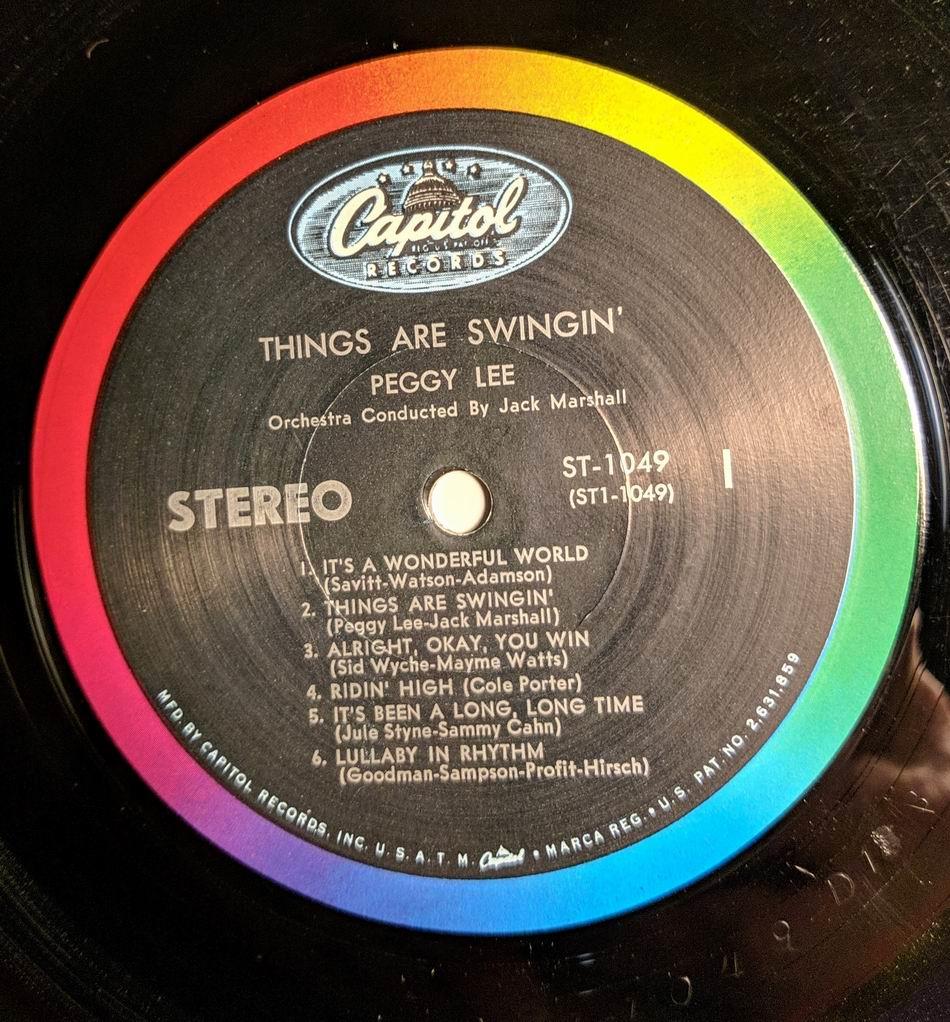 Capitol
REG. U.S. PAT. OFF.
RECORDS
THINGS ARE SWINGIN'
PEGGY LEE
Orchestra Conducted By Jack Marshall
STEREO
ST-1049
(ST1-1049)
1
1. IT'S A WONDERFUL WORLD
(Savitt-Watson-Adamson)
2. THINGS ARE SWINGIN'
(Peggy Lee-Jack Marshall)
3. ALRIGHT, OKAY, YOU WIN
(Sid Wyche-Mayme Watts)
4. RIDIN' HIGH (Cole Porter)
5. IT'S BEEN A LONG, LONG TIME
(Jule Styne-Sammy Cahn)
6. LULLABY IN RHYTHM
(Goodman-Sampson-Profit-Hirsch)
MFD. BY CAPITOL RECORDS, INC. U.S.A. T.M. Capitol • MARCA REG. • U.S. PAT. NO. 2,631,859